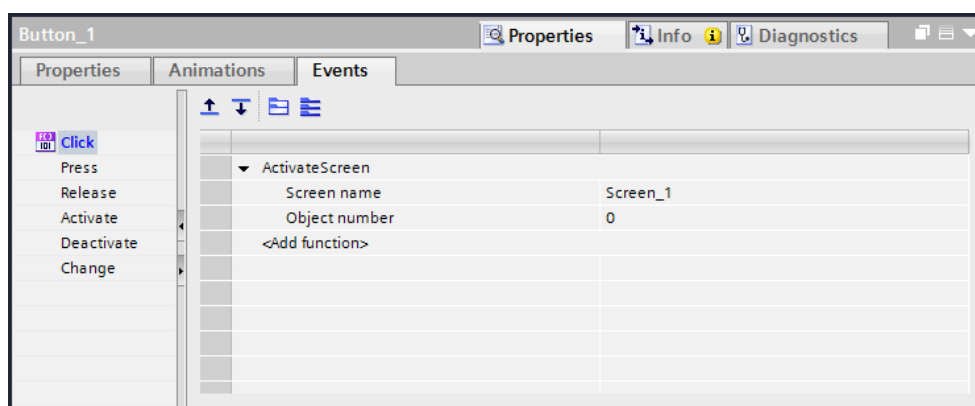 Button_1 Properties Info Diagnostics
Properties Animations Events
Click
Press
Release
Activate
Deactivate
Change
ActivateScreen
Screen name Screen_1
Object number 0
<Add function>